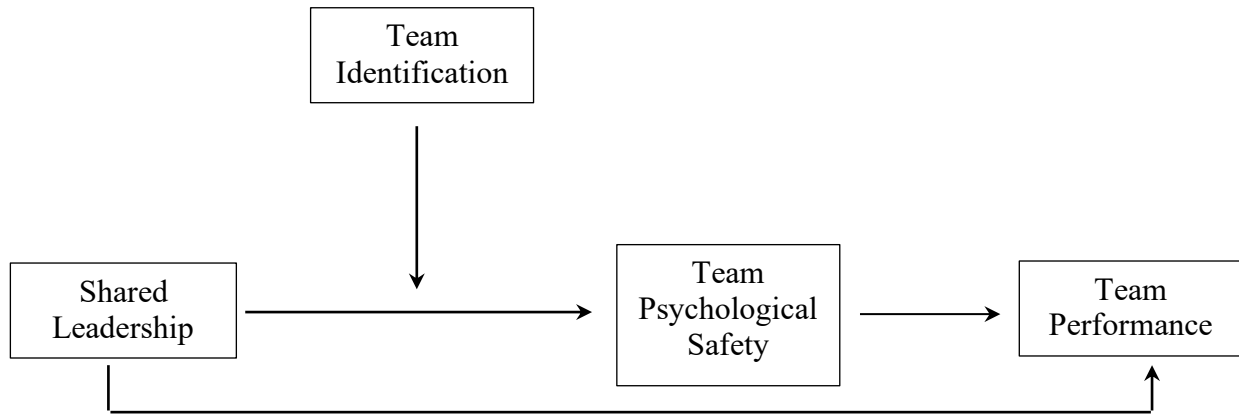 Team
Identification
Shared
Leadership
Team
Psychological
Safety
Team
Performance